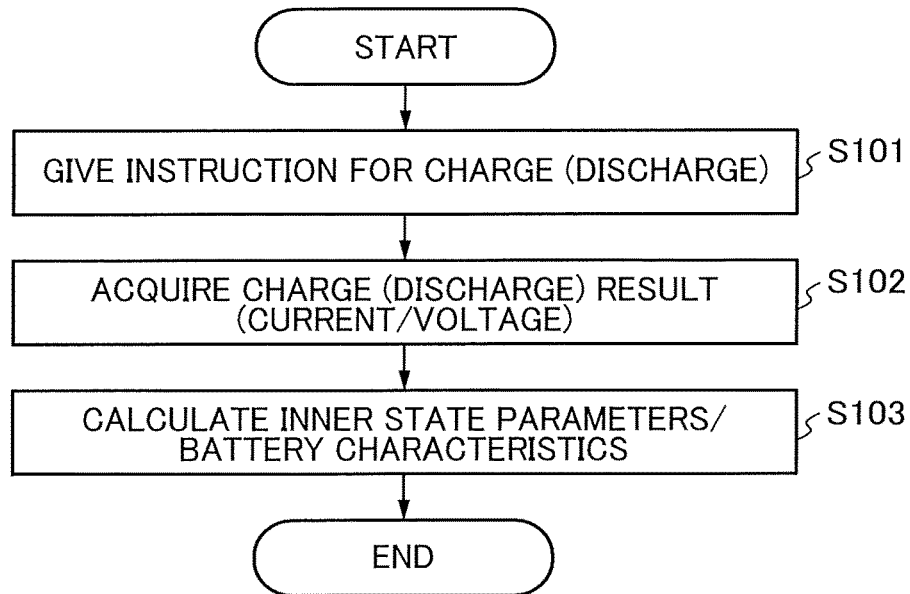 START
GIVE INSTRUCTION FOR CHARGE (DISCHARGE)
S101
ACQUIRE CHARGE (DISCHARGE) RESULT
(CURRENT/VOLTAGE)
S102
CALCULATE INNER STATE PARAMETERS/
BATTERY CHARACTERISTICS
S103
END